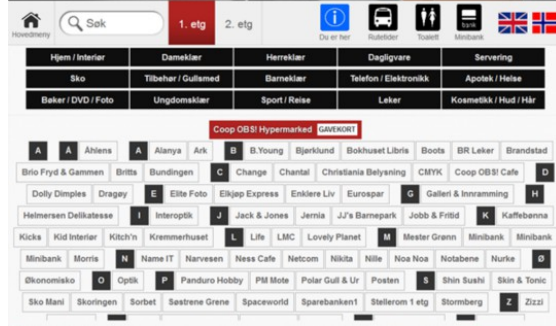 Hovedmeny Søk 1. etg 2. etg Du er her Rutetider Toalett bank Minibank
Hjem / Interiør Dameklær Herreklær Dagligvare Servering
Sko Tilbehør / Gullsmed Barneklær Telefon / Elektronikk Apotek / Helse
Bøker / DVD / Foto Ungdomsklær Sport / Reise Leker Kosmetikk / Hud / Hår
Coop OBS! Hypermarked GAVEKORT
A Å Åhlens A Alanya Ark B B.Young Bjørklund Bokhuset Libris Boots BR Leker Brandstad
Brio Fryd & Gammen Britts Bundingen C Change Chantal Christiania Belysning CMYK Coop OBS! Cafe D
Dolly Dimples Dragøy E Elite Foto Elkjøp Express Enklere Liv Eurospar G Galleri & Innramming H
Helmersen Delikatesse I Interoptik J Jack & Jones Jernia JJ's Barnepark Jobb & Fritid K Kaffebønna
Kicks Kid Interiør Kitch'n Kremmerhuset L Life LMC Lovely Planet M Mester Grønn Minibank Minibank
Minibank Morris N Name IT Narvesen Ness Cafe Netcom Nikita Nille Noa Noa Notabene Nurke Ø
Økonomisko O Optik P Panduro Hobby PM Mote Polar Gull & Ur Posten S Shin Sushi Skin & Tonic
Sko Mani Skoringen Sorbet Søstrene Grene Spaceworld Sparebanken1 Stellerom 1 etg Stormberg Z Zizzi